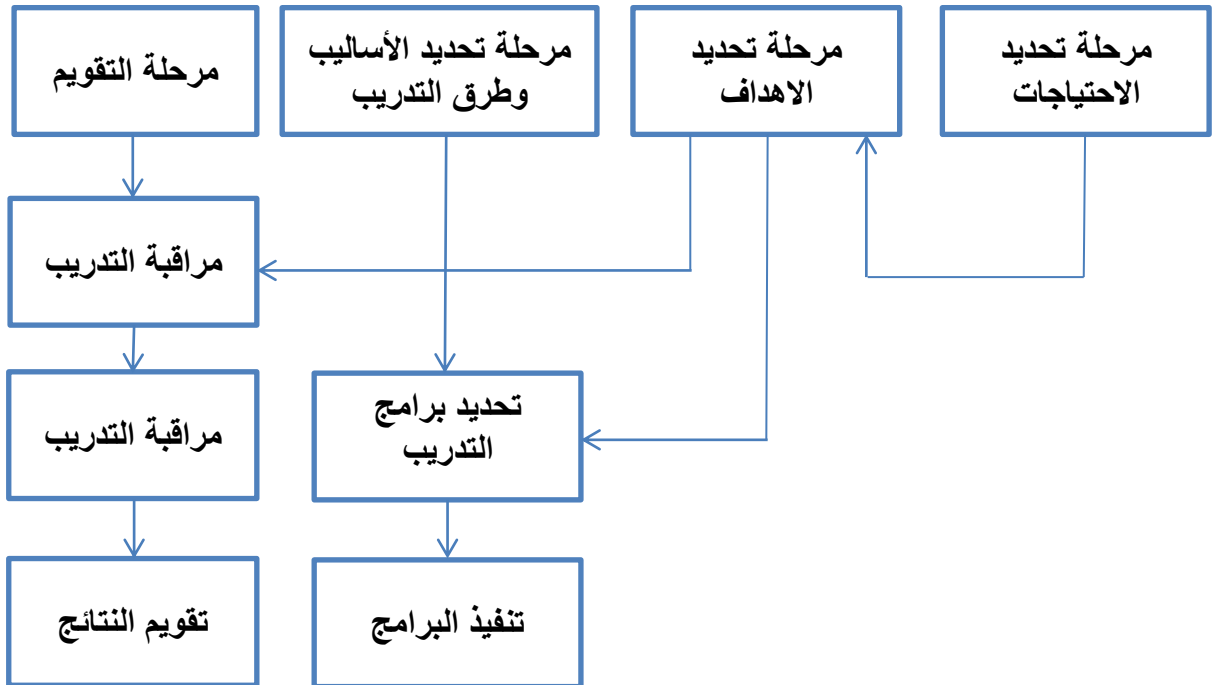 مرحلة تحديد
الاحتياجات
مرحلة تحديد
الاهداف
مرحلة تحديد الأساليب
وطرق التدريب
مرحلة التقويم
مراقبة التدريب
تحديد برامج
التدريب
مراقبة التدريب
تنفيذ البرامج
تقويم النتائج